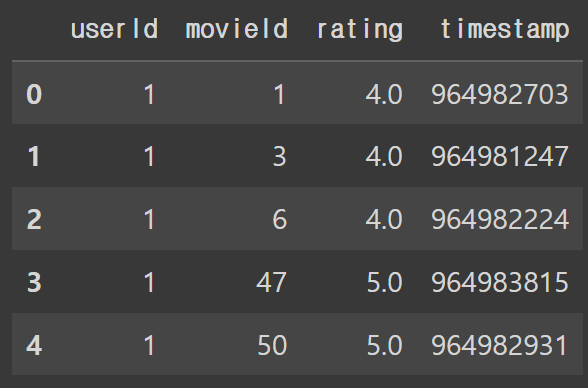 userId movieId rating timestamp
0 1 1 4.0 964982703
1 1 3 4.0 964981247
2 1 6 4.0 964982224
3 1 47 5.0 964983815
4 1 50 5.0 964982931